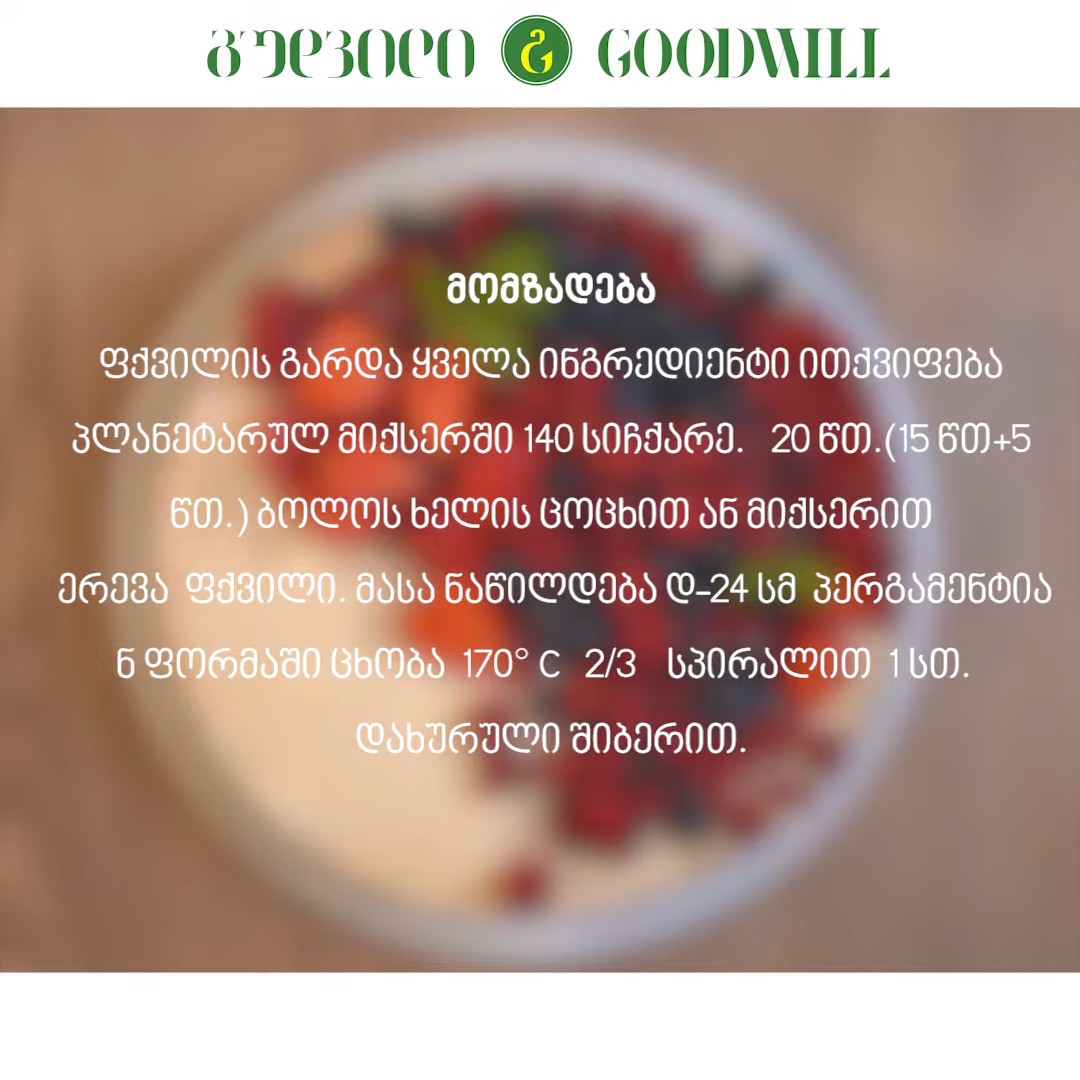 გუდვილი GOODWILL
მომზადება
ფქვილის გარდა ყველა ინგრედიენტი ითქვიფება
პლანეტარულ მიქსერში 140 სიჩქარე. 20 წთ.(15 წთ+5
წთ.) ბოლოს ხელის ცოცხით ან მიქსერით
ერევა ფქვილი. მასა ნაწილდება დ-24 სმ პერგამენტია
ნ ფორმაში ცხობა 170° C 2/3 სპირალით 1 სთ.
დახურული შიბერით.